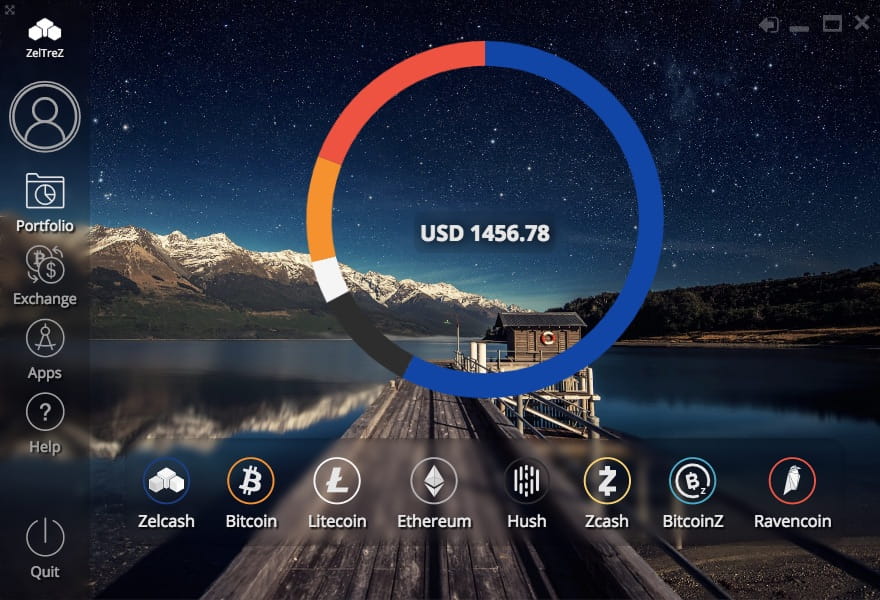 ZelTreZ
Portfolio
Exchange
Apps
Help
Quit
USD 1456.78
Zelcash
Bitcoin
Litecoin
Ethereum
Hush
Zcash
BitcoinZ
Ravencoin